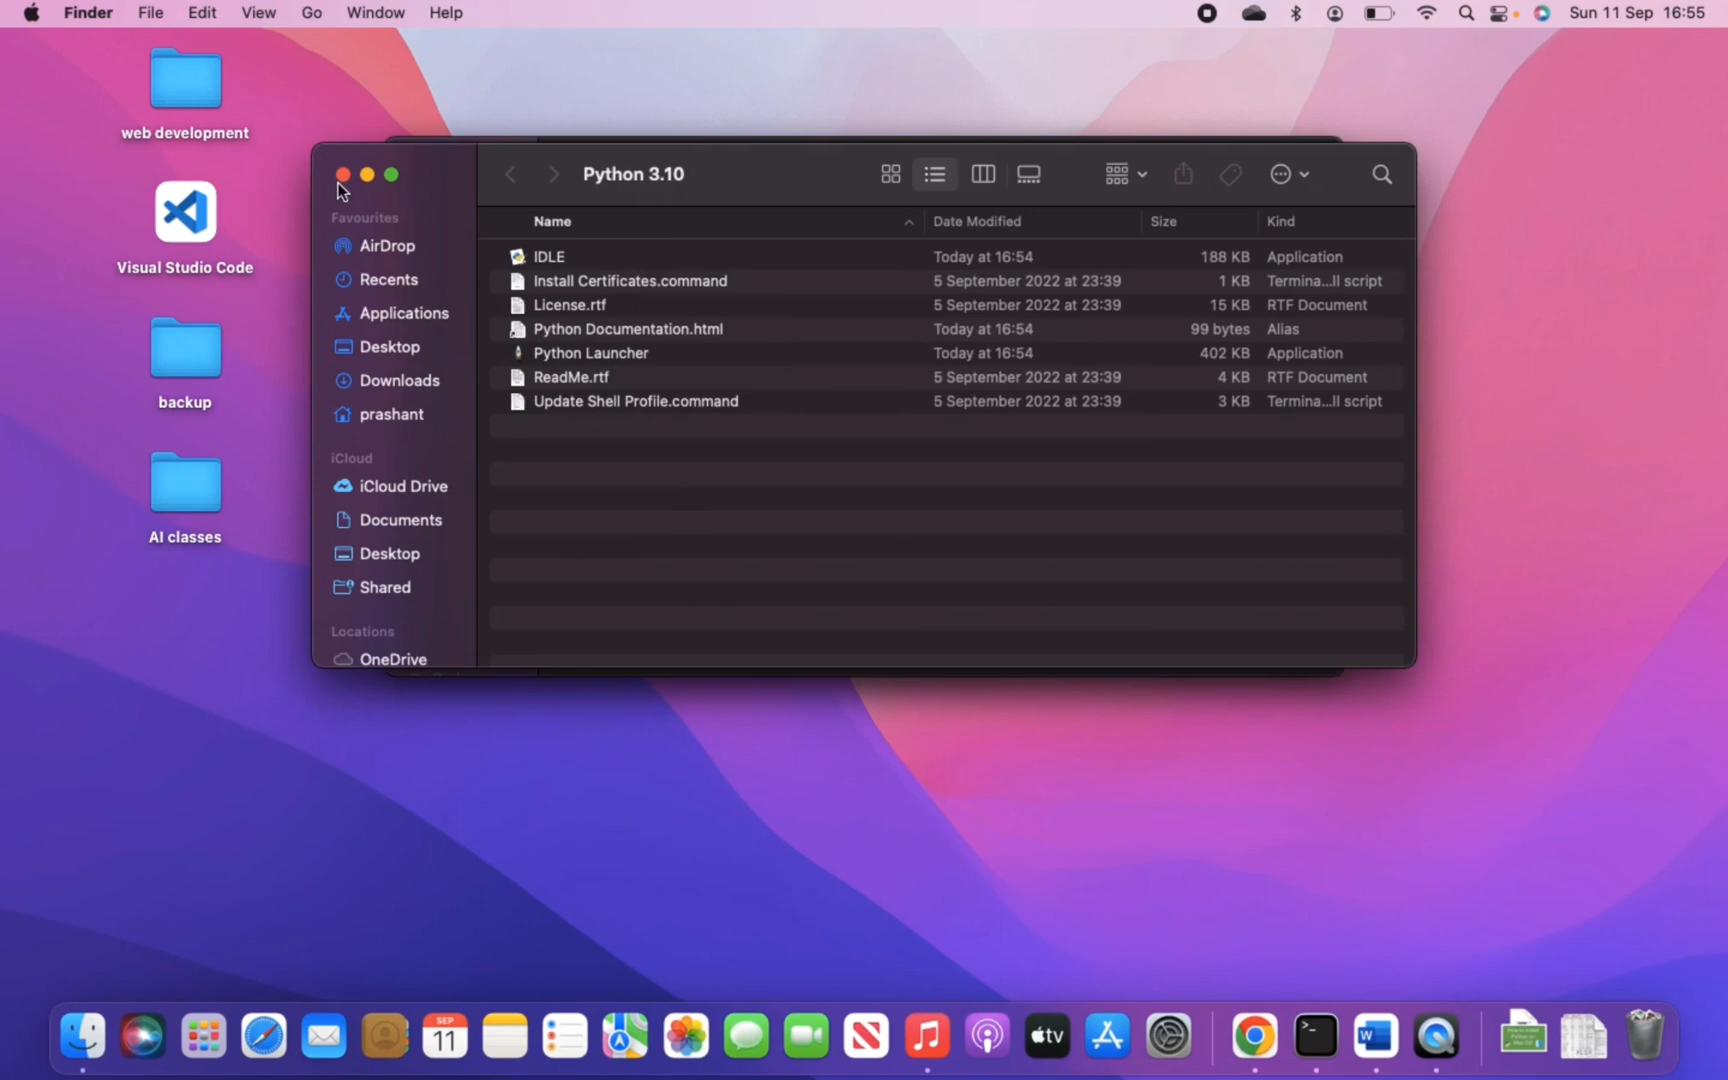 Finder File Edit View Go Window Help Sun 11 Sep 16:55
web development
Visual Studio Code
backup
AI classes
Python 3.10
Favourites
AirDrop
Recents
Applications
Desktop
Downloads
prashant
iCloud
iCloud Drive
Documents
Desktop
Shared
Locations
OneDrive
Name Date Modified Size Kind
IDLE Today at 16:54 188 KB Application
Install Certificates.command 5 September 2022 at 23:39 1 KB Termina...ll script
License.rtf 5 September 2022 at 23:39 15 KB RTF Document
Python Documentation.html Today at 16:54 99 bytes Alias
Python Launcher Today at 16:54 402 KB Application
ReadMe.rtf 5 September 2022 at 23:39 4 KB RTF Document
Update Shell Profile.command 5 September 2022 at 23:39 3 KB Termina...ll script
SEP
11
tv
>_
W